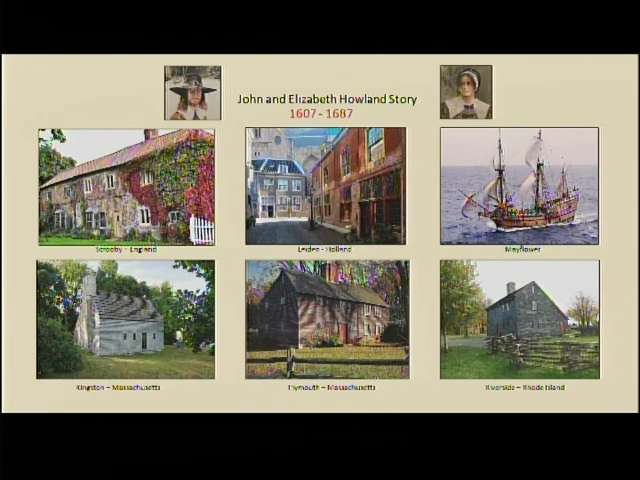 John and Elizabeth Howland Story
1607 - 1687
Scrooby - England
Leiden - Holland
Mayflower
Kingston – Massachusetts
Plymouth – Massachusetts
Riverside – Rhode Island